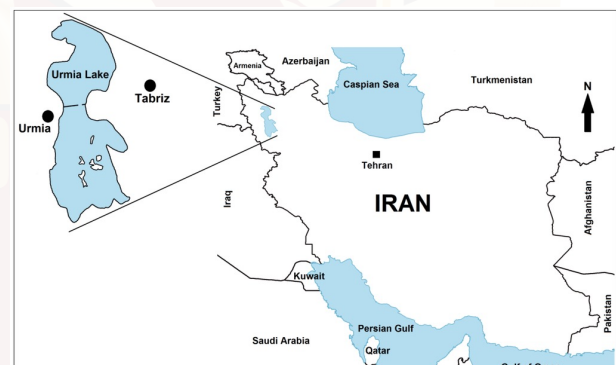 Urmia Lake
Tabriz
Urmia
Armenia
Azerbaijan
Turkey
Caspian Sea
Turkmenistan
N
Tehran
IRAN
Iraq
Afghanistan
Kuwait
Pakistan
Persian Gulf
Saudi Arabia
Qatar